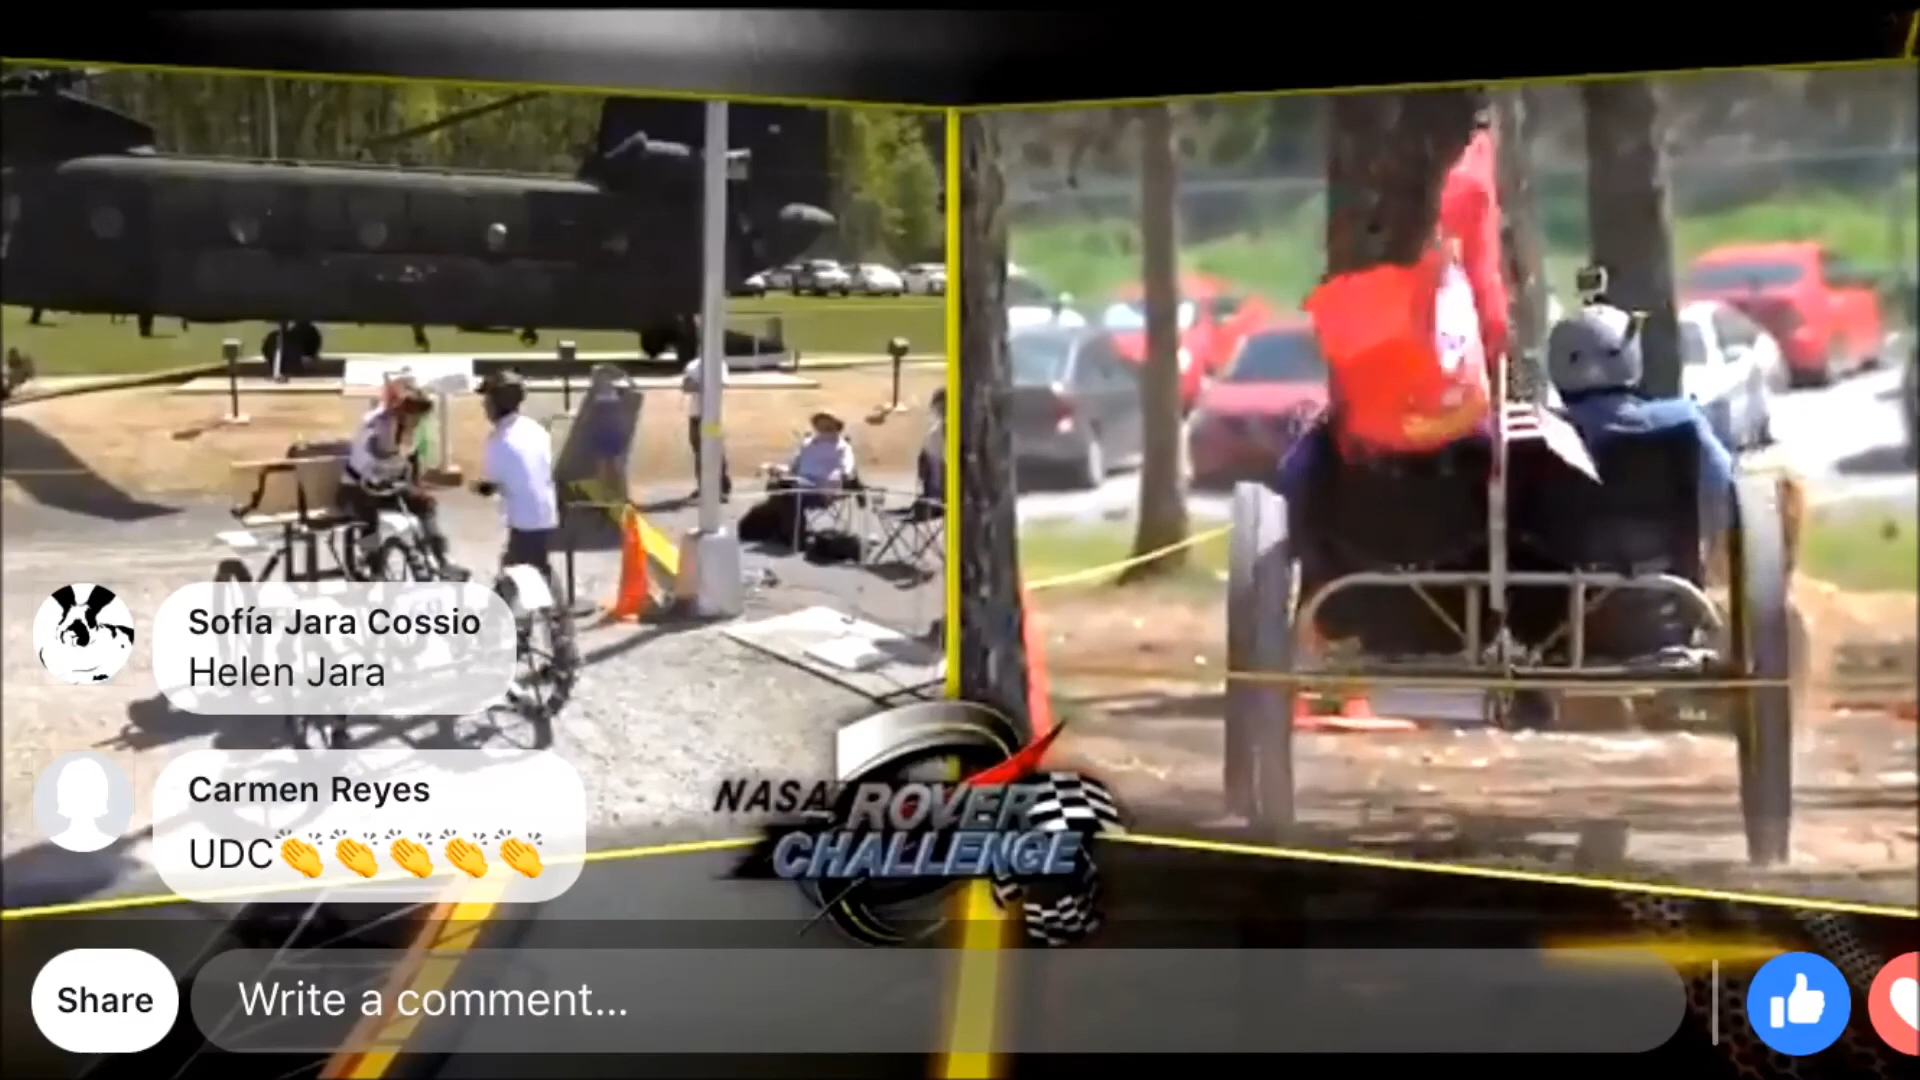 Sofía Jara Cossio
Helen Jara
NASA ROVER
CHALLENGE
Carmen Reyes
UDC👏👏👏👏👏
Share
Write a comment...